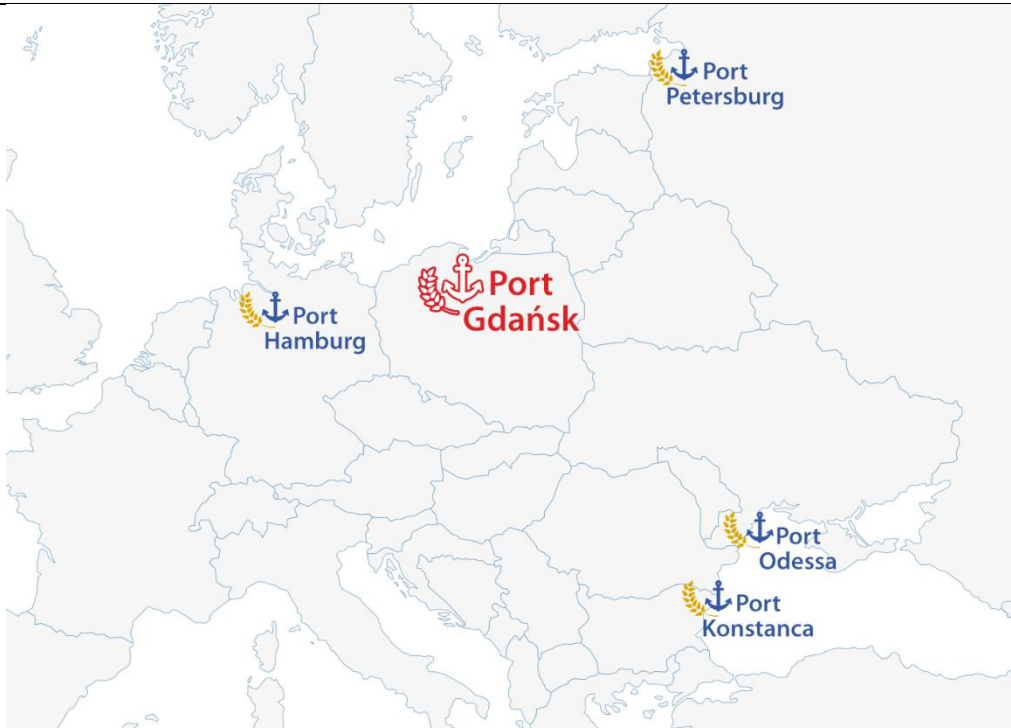 Port
Petersburg
Port
Gdańsk
Port
Hamburg
Port
Odessa
Port
Konstanca